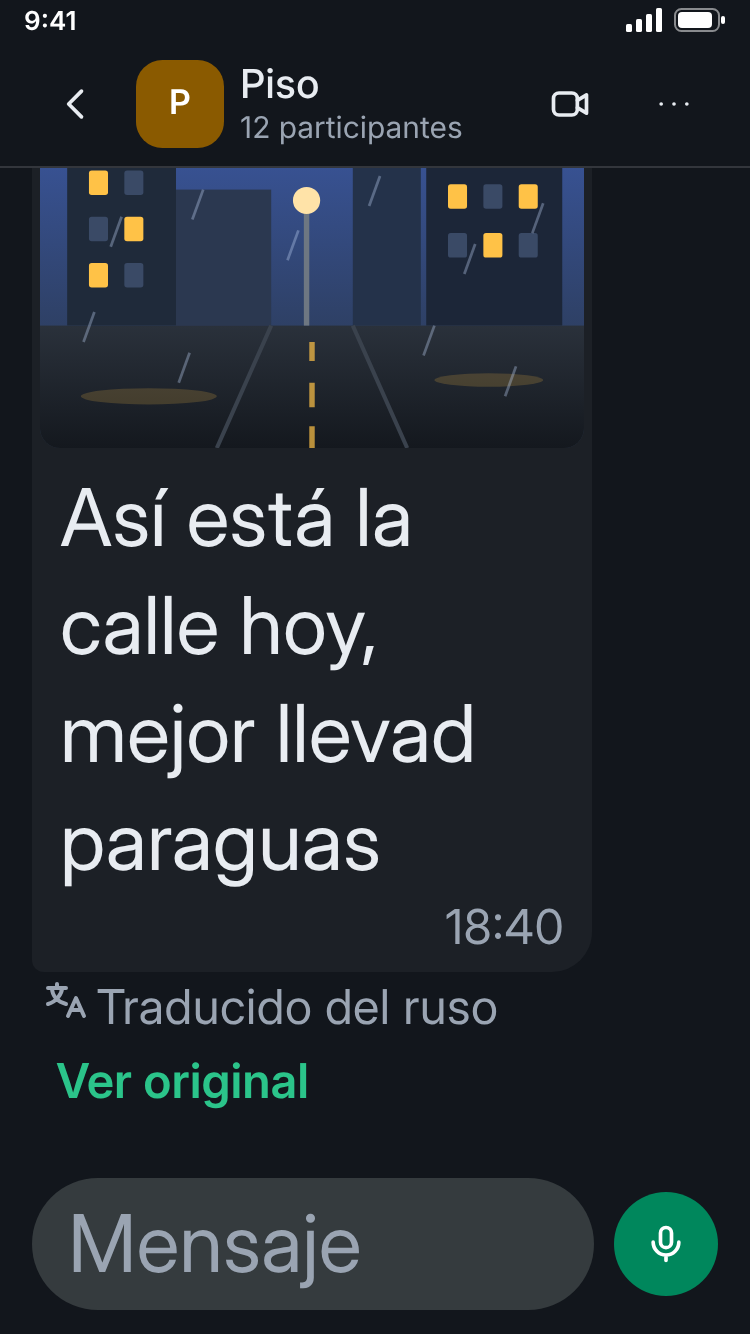 9:41
P
Piso
12 participantes
Así está la
calle hoy,
mejor llevad
paraguas
18:40
Traducido del ruso
Ver original
Mensaje